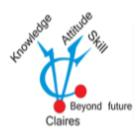 Knowledge
Attitude
Skill
Beyond future
Claires